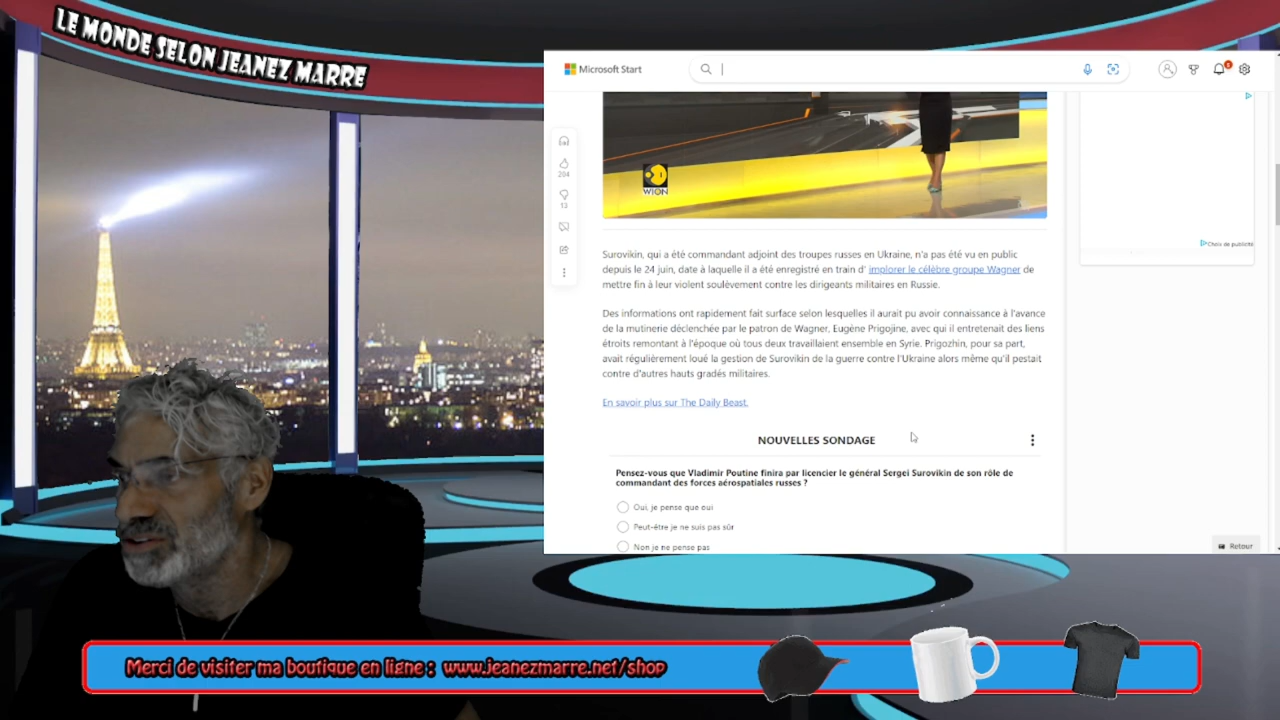 LE MONDE SELON JEANEZ MARRE
Microsoft Start
8
204
13
WION
Choix de publicité
Surovikin, qui a été commandant adjoint des troupes russes en Ukraine, n'a pas été vu en public
depuis le 24 juin, date à laquelle il a été enregistré en train d' implorer le célèbre groupe Wagner de
mettre fin à leur violent soulèvement contre les dirigeants militaires en Russie.
Des informations ont rapidement fait surface selon lesquelles il aurait pu avoir connaissance à l'avance
de la mutinerie déclenchée par le patron de Wagner, Eugène Prigojine, avec qui il entretenait des liens
étroits remontant à l'époque où tous deux travaillaient ensemble en Syrie. Prigozhin, pour sa part,
avait régulièrement loué la gestion de Surovikin de la guerre contre l'Ukraine alors même qu'il pestait
contre d'autres hauts gradés militaires.
En savoir plus sur The Daily Beast.
NOUVELLES SONDAGE
Pensez-vous que Vladimir Poutine finira par licencier le général Sergei Surovikin de son rôle de
commandant des forces aérospatiales russes ?
Oui, je pense que oui
Peut-être je ne suis pas sûr
Non je ne pense pas
Retour
Merci de visiter ma boutique en ligne : www.jeanezmarre.net/shop